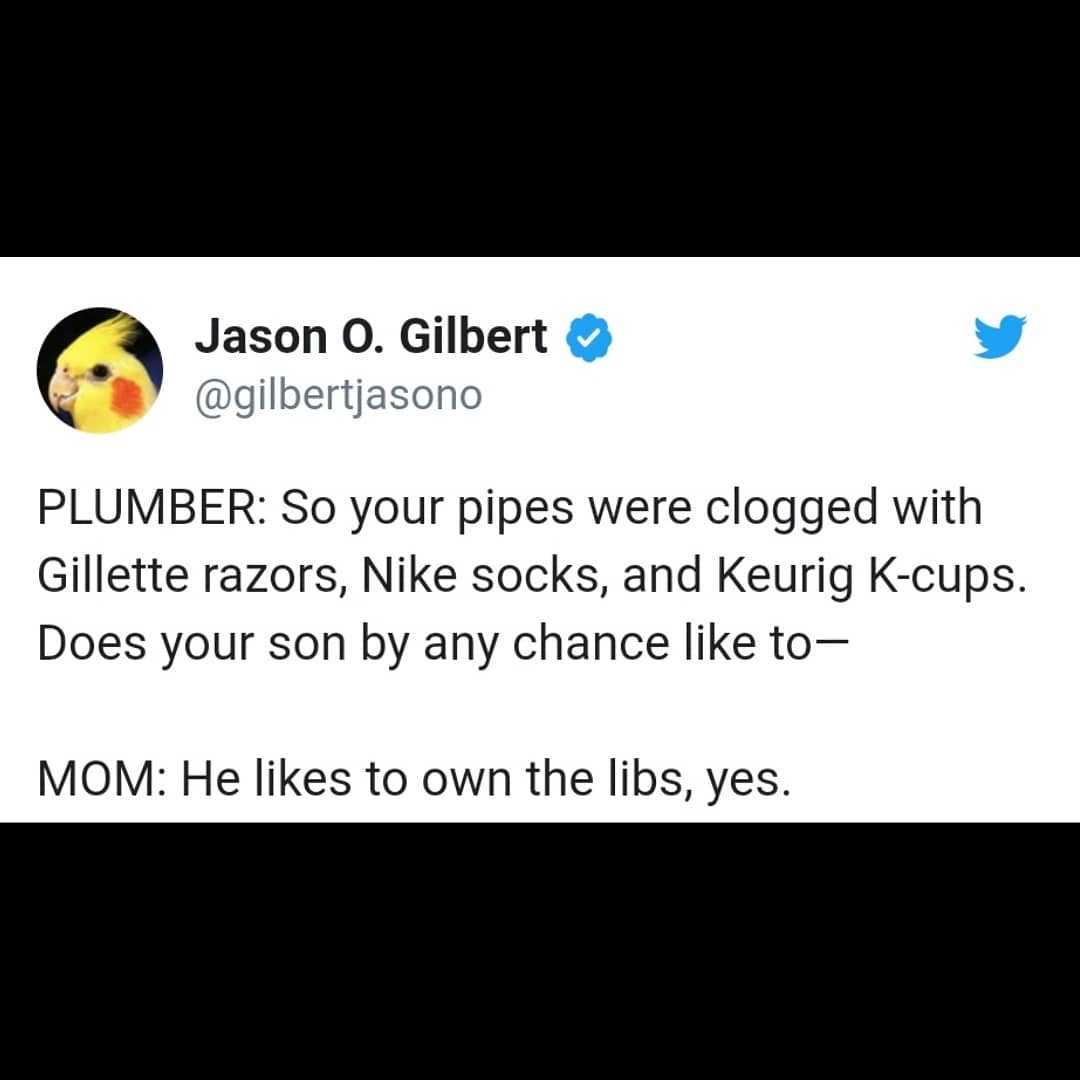 Jason O. Gilbert
@gilbertjasono
PLUMBER: So your pipes were clogged with
Gillette razors, Nike socks, and Keurig K-cups.
Does your son by any chance like to—
MOM: He likes to own the libs, yes.